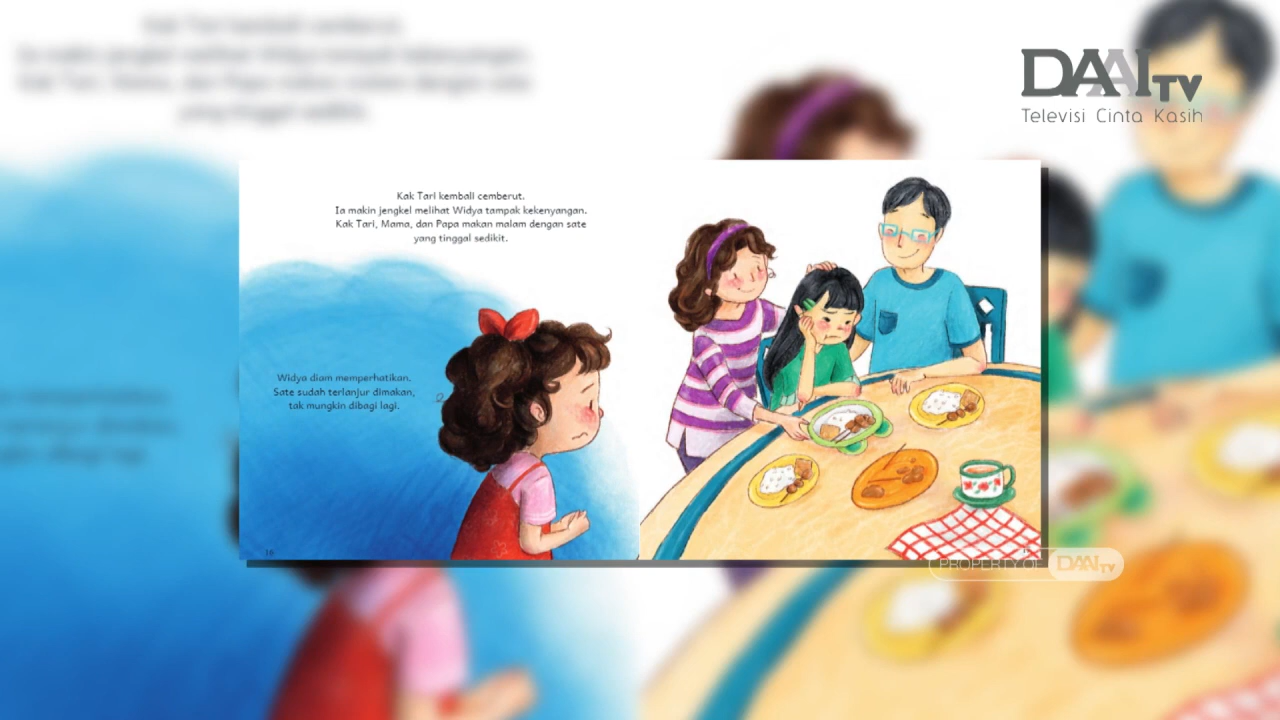 DAAI TV
Televisi Cinta Kasih
Kak Tari kembali cemberut.
Ia makin jengkel melihat Widya tampak kekenyangan.
Kak Tari, Mama, dan Papa makan malam dengan sate
yang tinggal sedikit.
Widya diam memperhatikan.
Sate sudah terlanjur dimakan,
tak mungkin dibagi lagi.
16
PROPERTY OF DAAI TV